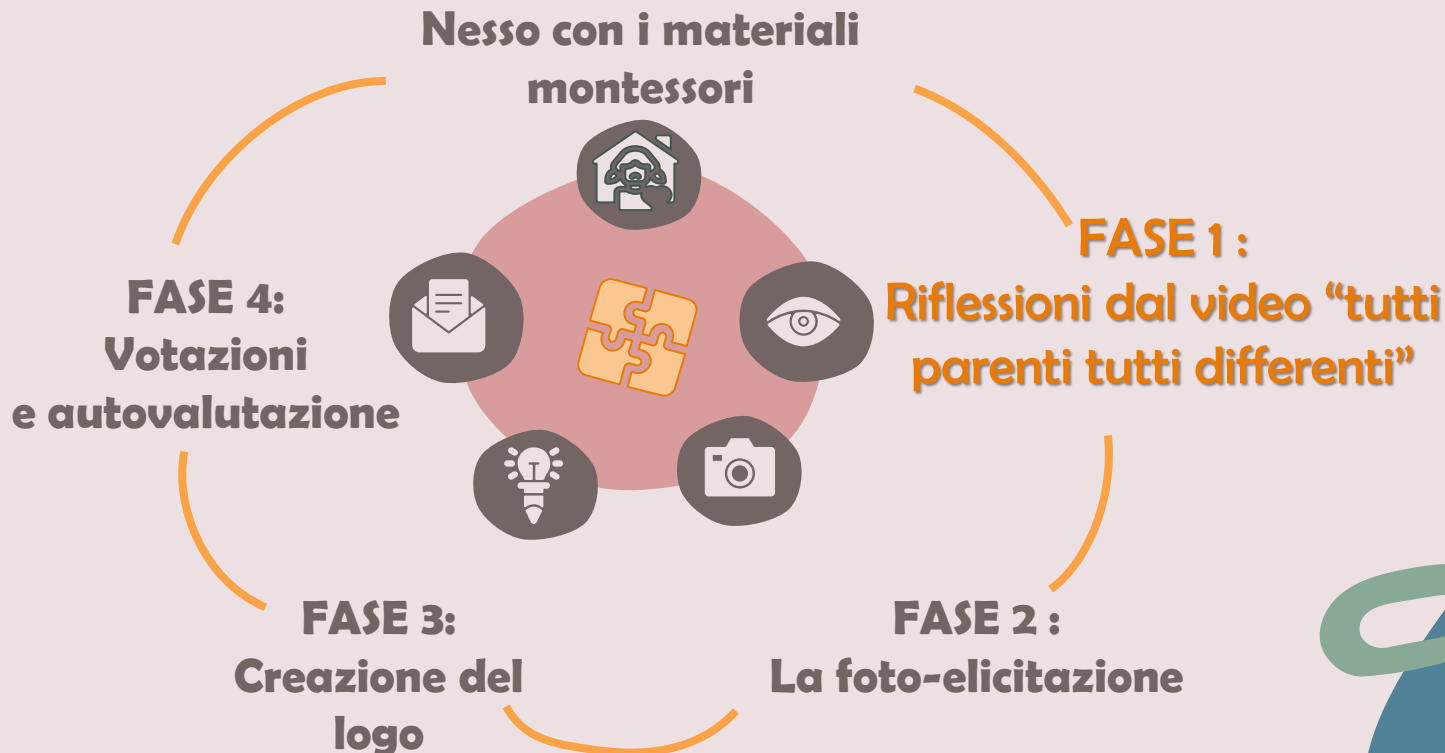 Nesso con i materiali
montessori
FASE 1 :
Riflessioni dal video “tutti
parenti tutti differenti”
FASE 2 :
La foto-elicitazione
FASE 3:
Creazione del
logo
FASE 4:
Votazioni
e autovalutazione